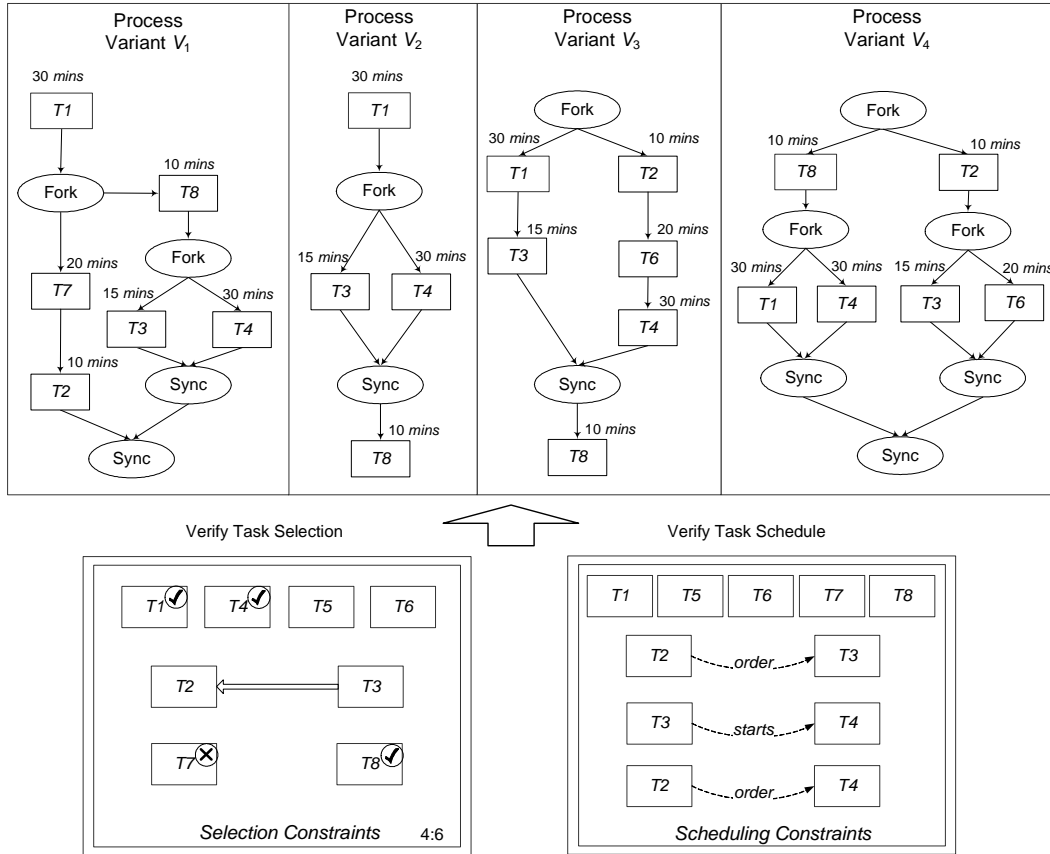 Process
Variant V1
30 mins
T1
Fork
10 mins
T8
Fork
20 mins
T7
15 mins
T3
30 mins
T4
10 mins
T2
Sync
Sync
Process
Variant V2
30 mins
T1
Fork
15 mins
T3
30 mins
T4
Sync
10 mins
T8
Process
Variant V3
Fork
30 mins
T1
10 mins
T2
15 mins
T3
20 mins
T6
30 mins
T4
Sync
10 mins
T8
Process
Variant V4
Fork
10 mins
T8
10 mins
T2
Fork
Fork
30 mins
T1
30 mins
T4
15 mins
T3
20 mins
T6
Sync
Sync
Sync
Verify Task Selection
T1
T4
T5
T6
T2
T3
T7
T8
Selection Constraints
4:6
Verify Task Schedule
T1
T5
T6
T7
T8
T2
order
T3
T3
starts
T4
T2
order
T4
Scheduling Constraints